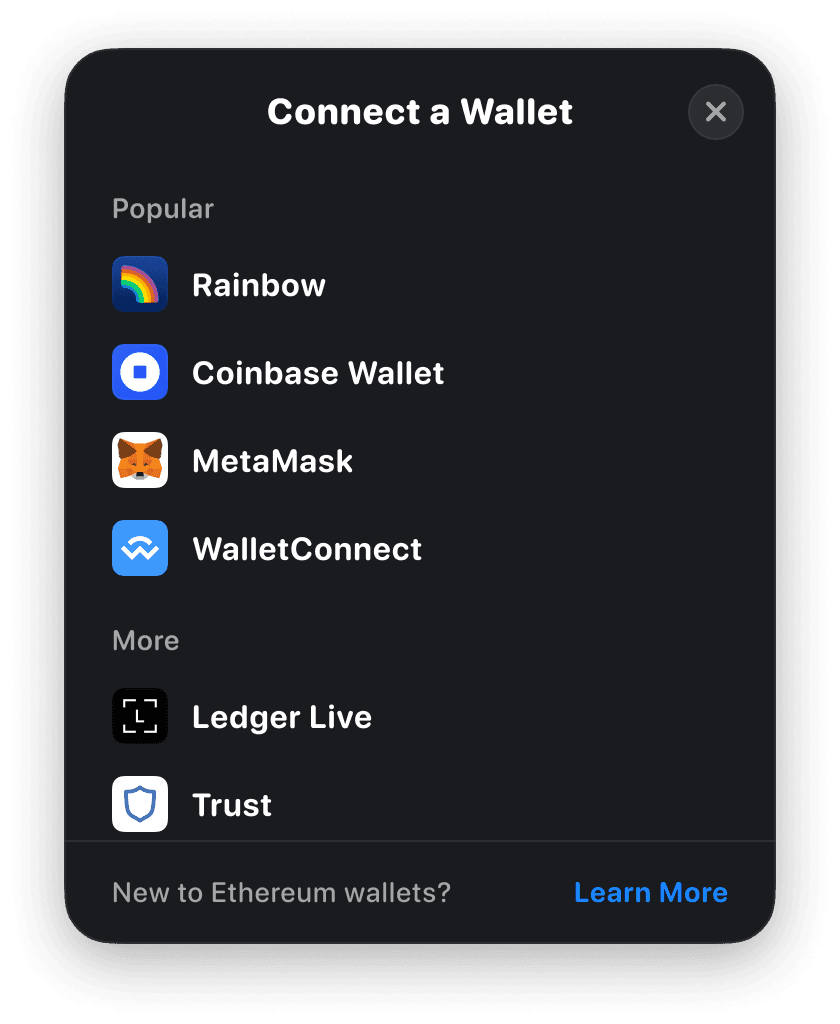 Connect a Wallet
Popular
Rainbow
Coinbase Wallet
MetaMask
WalletConnect
More
L
Ledger Live
Trust
New to Ethereum wallets? Learn More